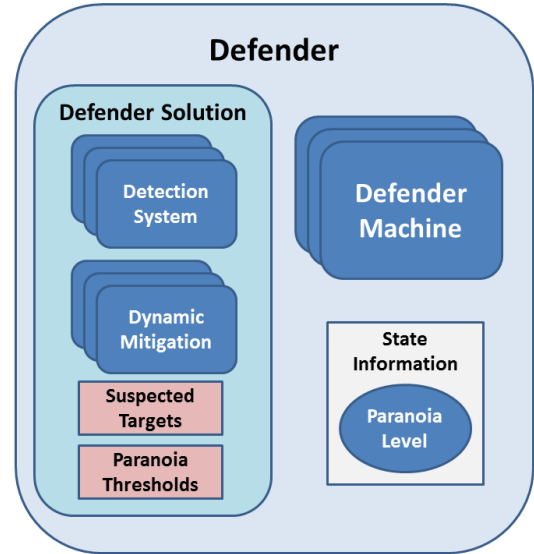 Defender
Defender Solution
Detection
System
Dynamic
Mitigation
Suspected
Targets
Paranoia
Thresholds
Defender
Machine
State
Information
Paranoia
Level